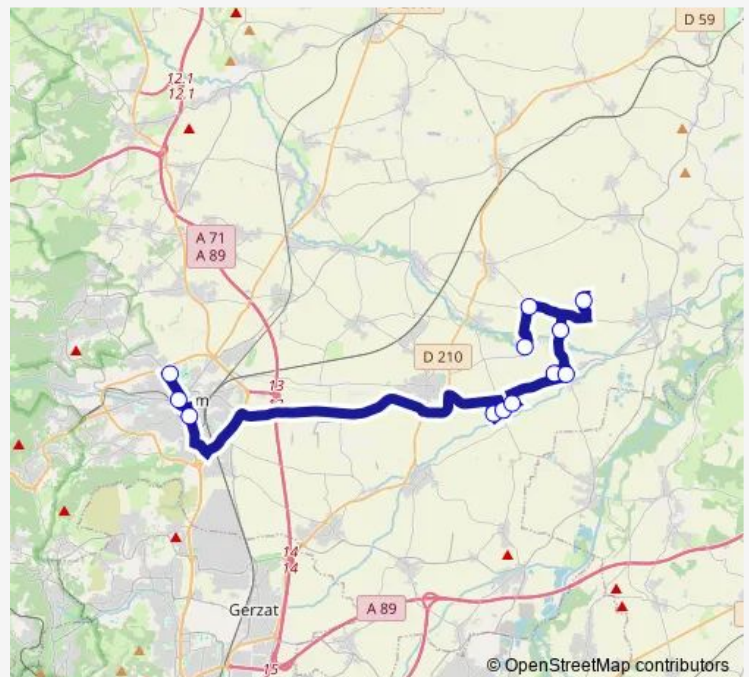 D 59
12.1
12.1
A 71
A 89
D 210
m
13
14
14
Gerzat
A 89
15
© OpenStreetMap contributors